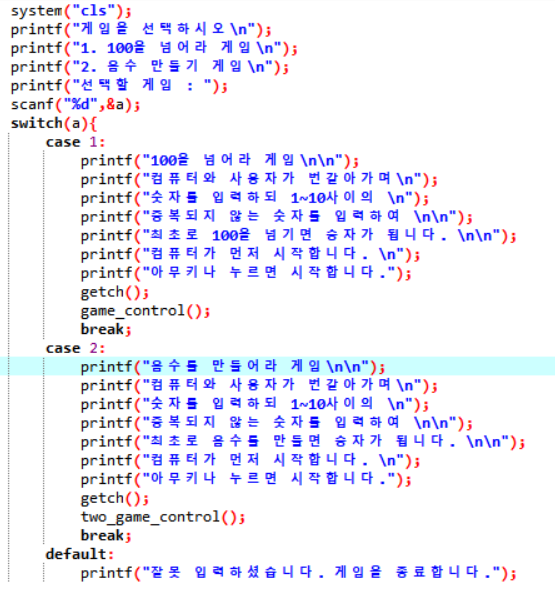 system("cls");
printf("게임을 선택하시오\n");
printf("1. 100을 넘어라 게임\n");
printf("2. 음수 만들기 게임\n");
printf("선택할 게임 : ");
scanf("%d",&a);
switch(a){
case 1:
printf("100을 넘어라 게임\n\n");
printf("컴퓨터와 사용자가 번갈아가며\n");
printf("숫자를 입력하되 1~10사이의 \n");
printf("중복되지 않는 숫자를 입력하여 \n\n");
printf("최초로 100을 넘기면 승자가 됩니다. \n\n");
printf("컴퓨터가 먼저 시작합니다. \n");
printf("아무키나 누르면 시작합니다.");
getch();
game_control();
break;
case 2:
printf("음수를 만들어라 게임\n\n");
printf("컴퓨터와 사용자가 번갈아가며\n");
printf("숫자를 입력하되 1~10사이의 \n");
printf("중복되지 않는 숫자를 입력하여 \n\n");
printf("최초로 음수를 만들면 승자가 됩니다. \n\n");
printf("컴퓨터가 먼저 시작합니다. \n");
printf("아무키나 누르면 시작합니다.");
getch();
two_game_control();
break;
default:
printf("잘못 입력하셨습니다. 게임을 종료합니다.");